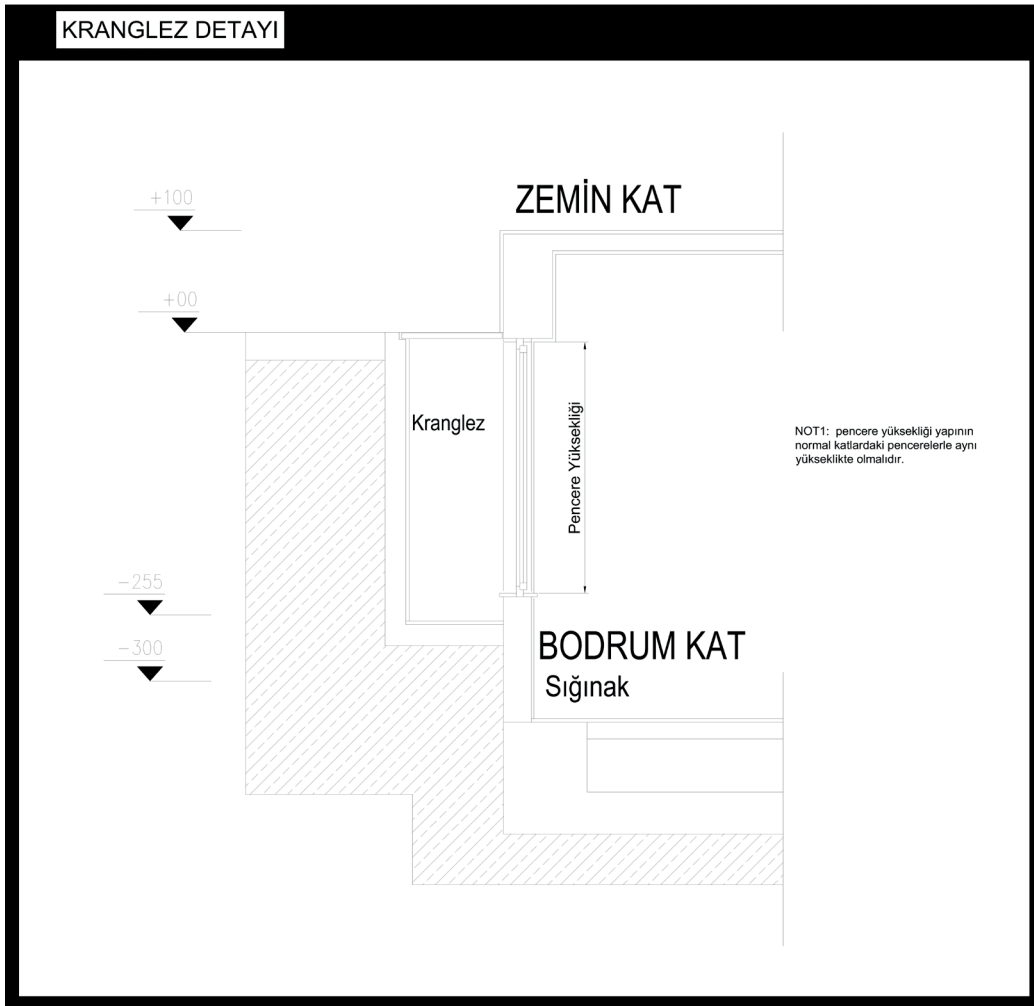 KRANGLEZ DETAYI
ZEMİN KAT
+100
+00
Kranglez
Pencere Yüksekliği
NOT1: pencere yüksekliği yapının
normal katlardaki pencerelerle aynı
yükseklikte olmalıdır.
-255
-300
BODRUM KAT
Sığınak